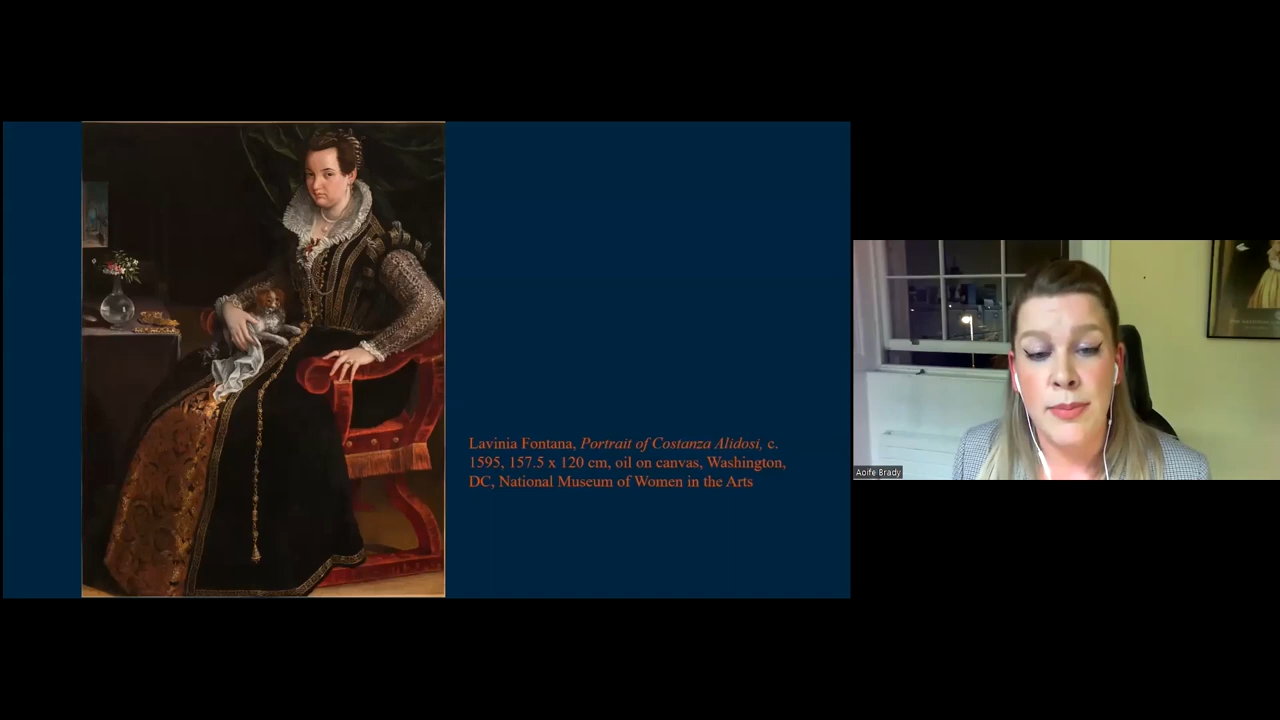 Lavinia Fontana, Portrait of Costanza Alidosi, c.
1595, 157.5 x 120 cm, oil on canvas, Washington,
DC, National Museum of Women in the Arts
Aoife Brady